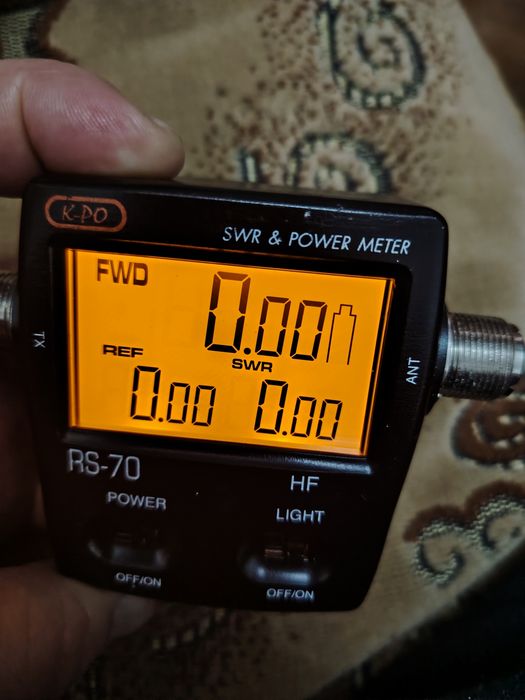 K-PO
SWR & POWER METER
FWD
0.00
REF
0.00
SWR
0.00
TX
ANT
RS-70
HF
POWER
LIGHT
OFF/ON
OFF/ON